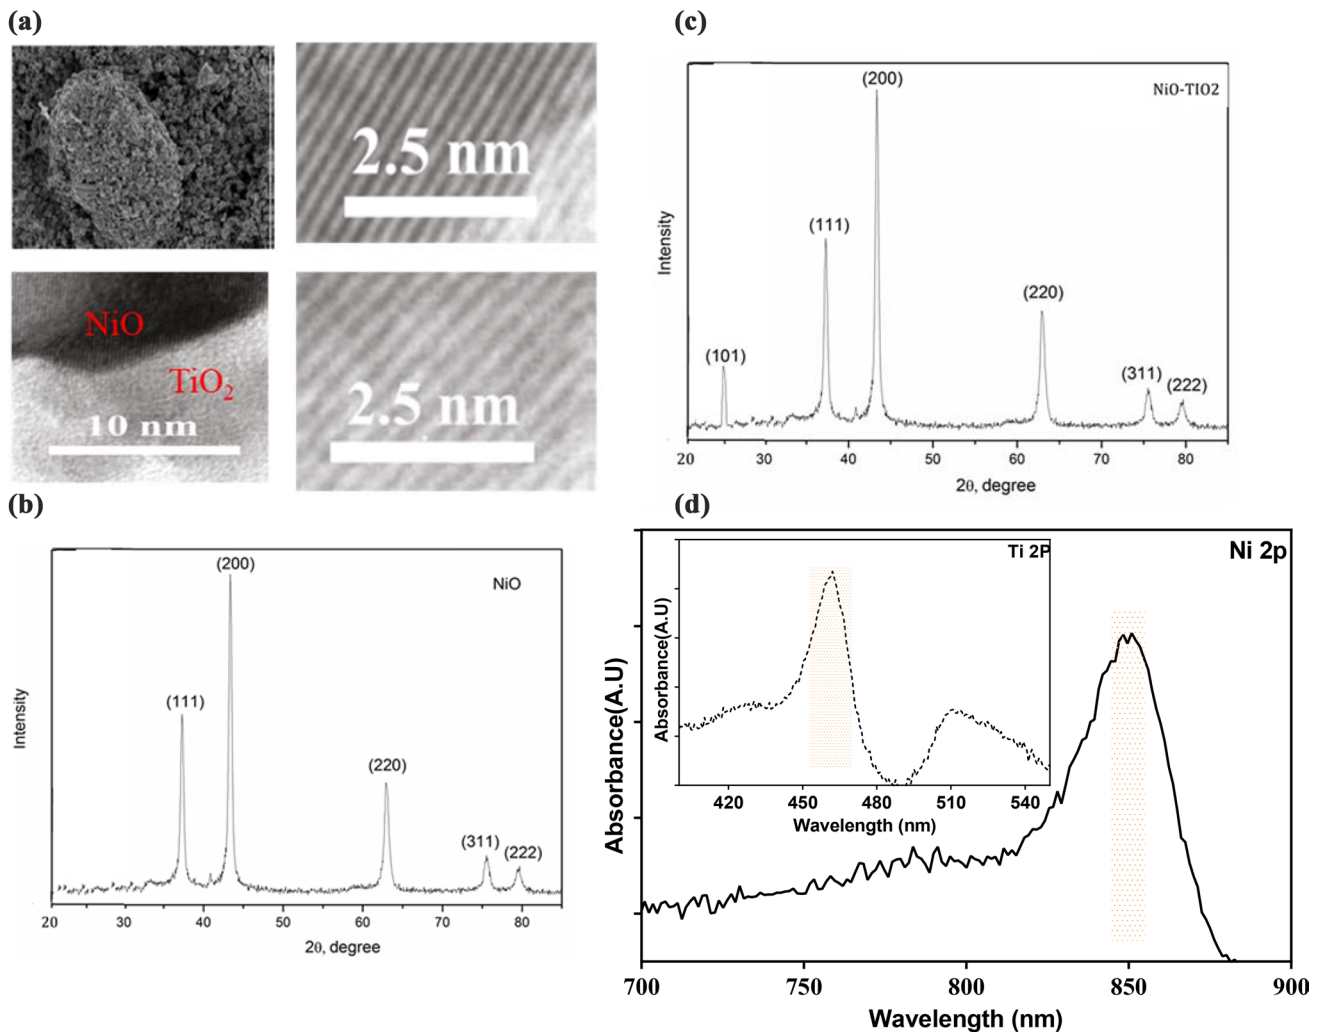 (a)
2.5 nm
NiO
TiO₂
10 nm
2.5 nm
(b)
NiO
(200)
(111)
(220)
(311)
(222)
Intensity
20 30 40 50 60 70 80
2θ, degree
(c)
NiO-TIO2
(200)
(111)
(220)
(101)
(311)
(222)
Intensity
20 30 40 50 60 70 80
2θ, degree
(d)
Ni 2p
Ti 2P
Absorbance(A.U)
420 450 480 510 540
Wavelength (nm)
Absorbance(A.U)
700 750 800 850 900
Wavelength (nm)